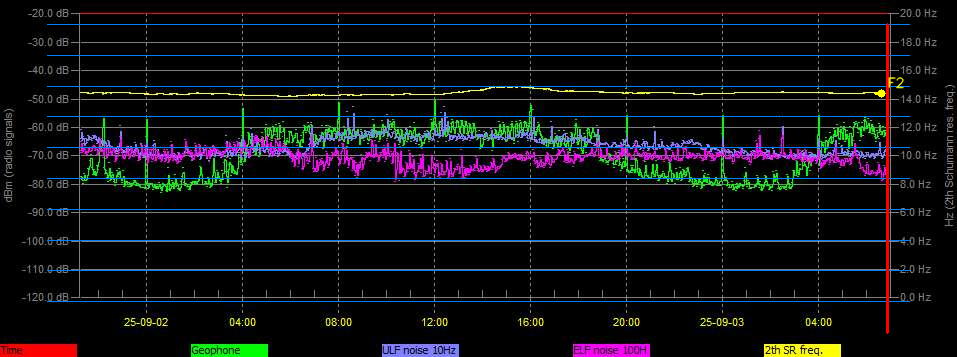 -20.0 dB 20.0 Hz
-30.0 dB 18.0 Hz
-40.0 dB 16.0 Hz
F2
-50.0 dB 14.0 Hz
-60.0 dB 12.0 Hz
-70.0 dB 10.0 Hz
-80.0 dB 8.0 Hz
-90.0 dB 6.0 Hz
-100.0 dB 4.0 Hz
-110.0 dB 2.0 Hz
-120.0 dB 0.0 Hz
dBm (radio signals)
Hz (2th Schumann res. freq.)
25-09-02 04:00 08:00 12:00 16:00 20:00 25-09-03 04:00
Time Geophone ULF noise 10Hz ELF noise 100H 2th SR freq.